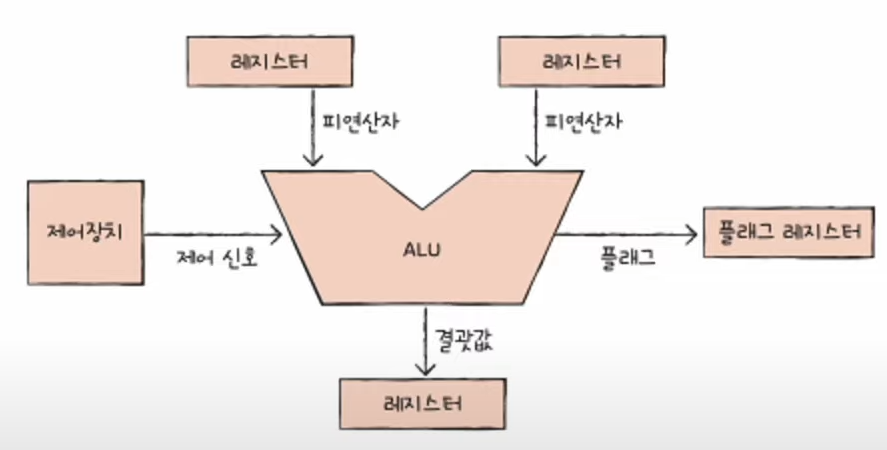 레지스터
레지스터
피연산자
피연산자
제어장치
제어 신호
ALU
플래그
플래그 레지스터
결괏값
레지스터